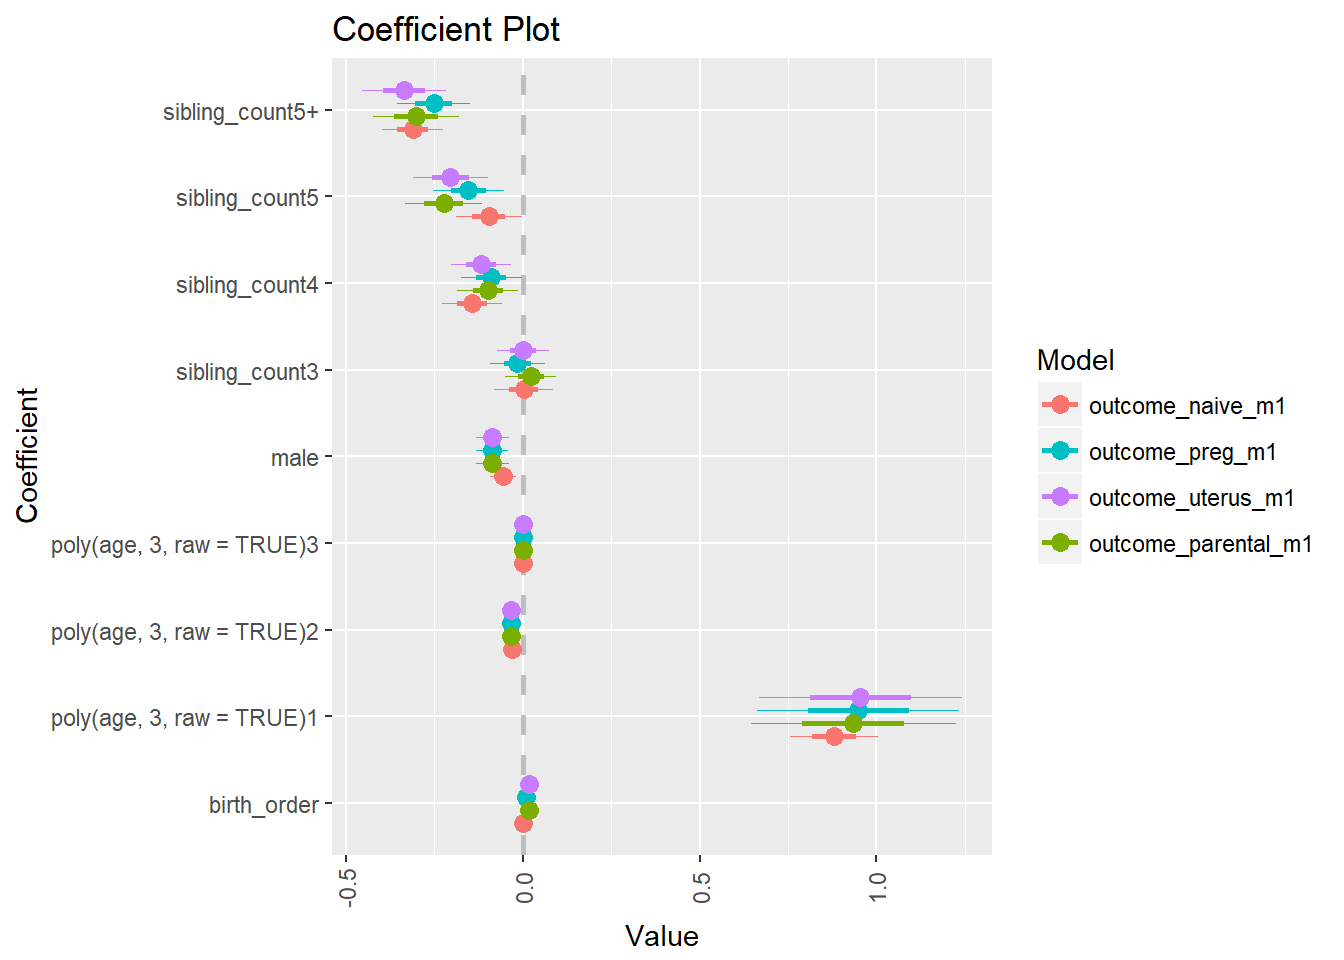 Coefficient Plot
sibling_count5+
sibling_count5
sibling_count4
sibling_count3
male
poly(age, 3, raw = TRUE)3
poly(age, 3, raw = TRUE)2
poly(age, 3, raw = TRUE)1
birth_order
Coefficient
-0.5
0.0
0.5
1.0
Value
Model
outcome_naive_m1
outcome_preg_m1
outcome_uterus_m1
outcome_parental_m1